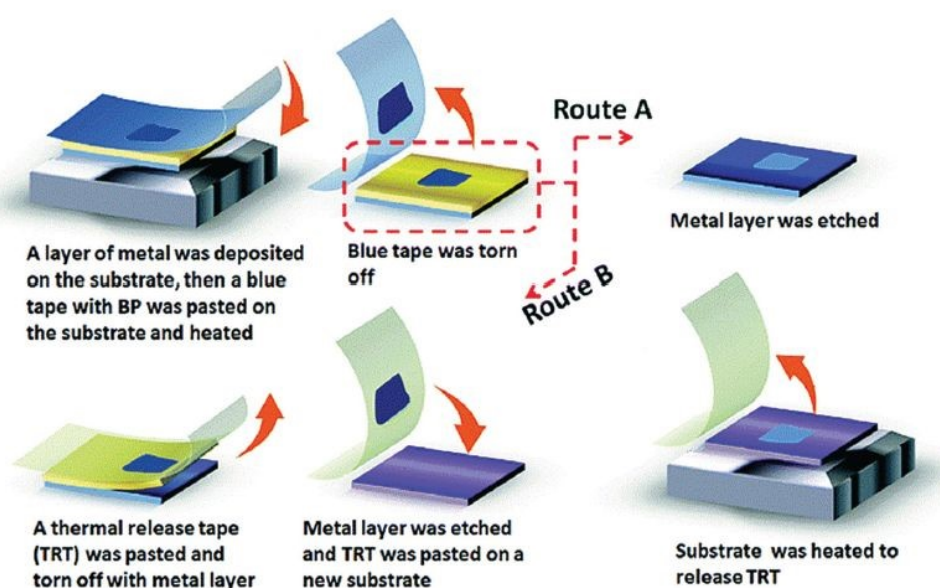 Route A
A layer of metal was deposited
on the substrate, then a blue
tape with BP was pasted on
the substrate and heated
Blue tape was torn
off
Metal layer was etched
Route B
A thermal release tape
(TRT) was pasted and
torn off with metal layer
Metal layer was etched
and TRT was pasted on a
new substrate
Substrate was heated to
release TRT